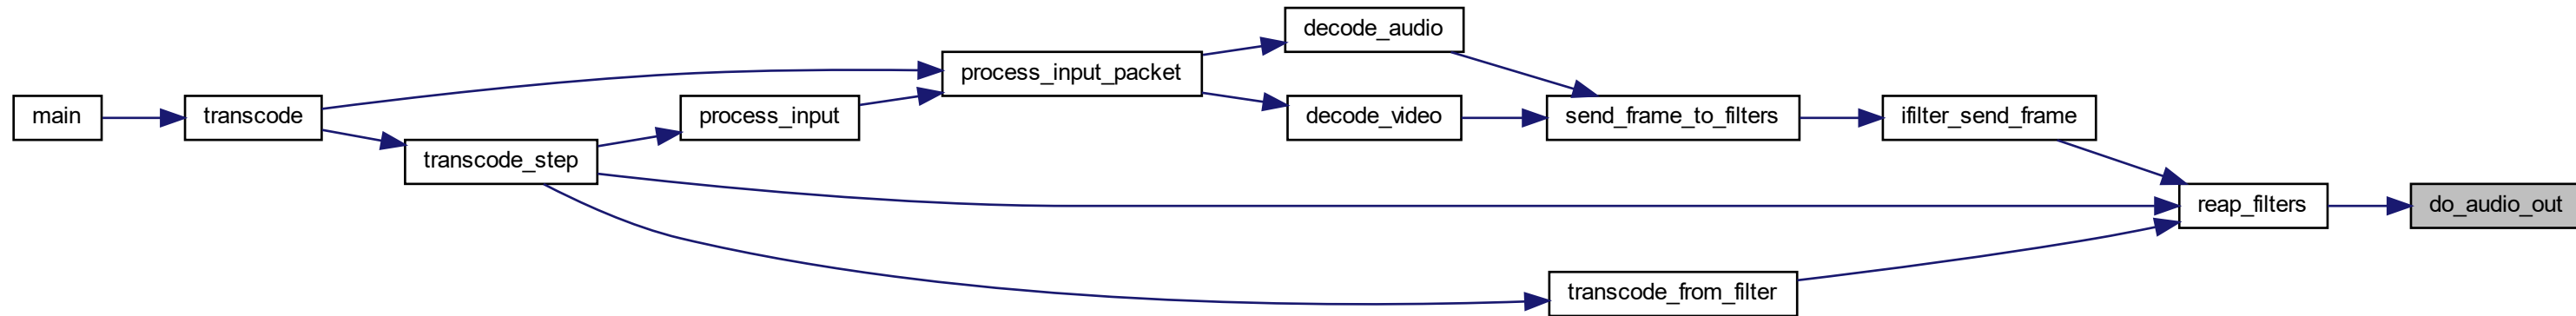 main
transcode
transcode_step
process_input
process_input_packet
decode_audio
decode_video
send_frame_to_filters
ifilter_send_frame
reap_filters
do_audio_out
transcode_from_filter